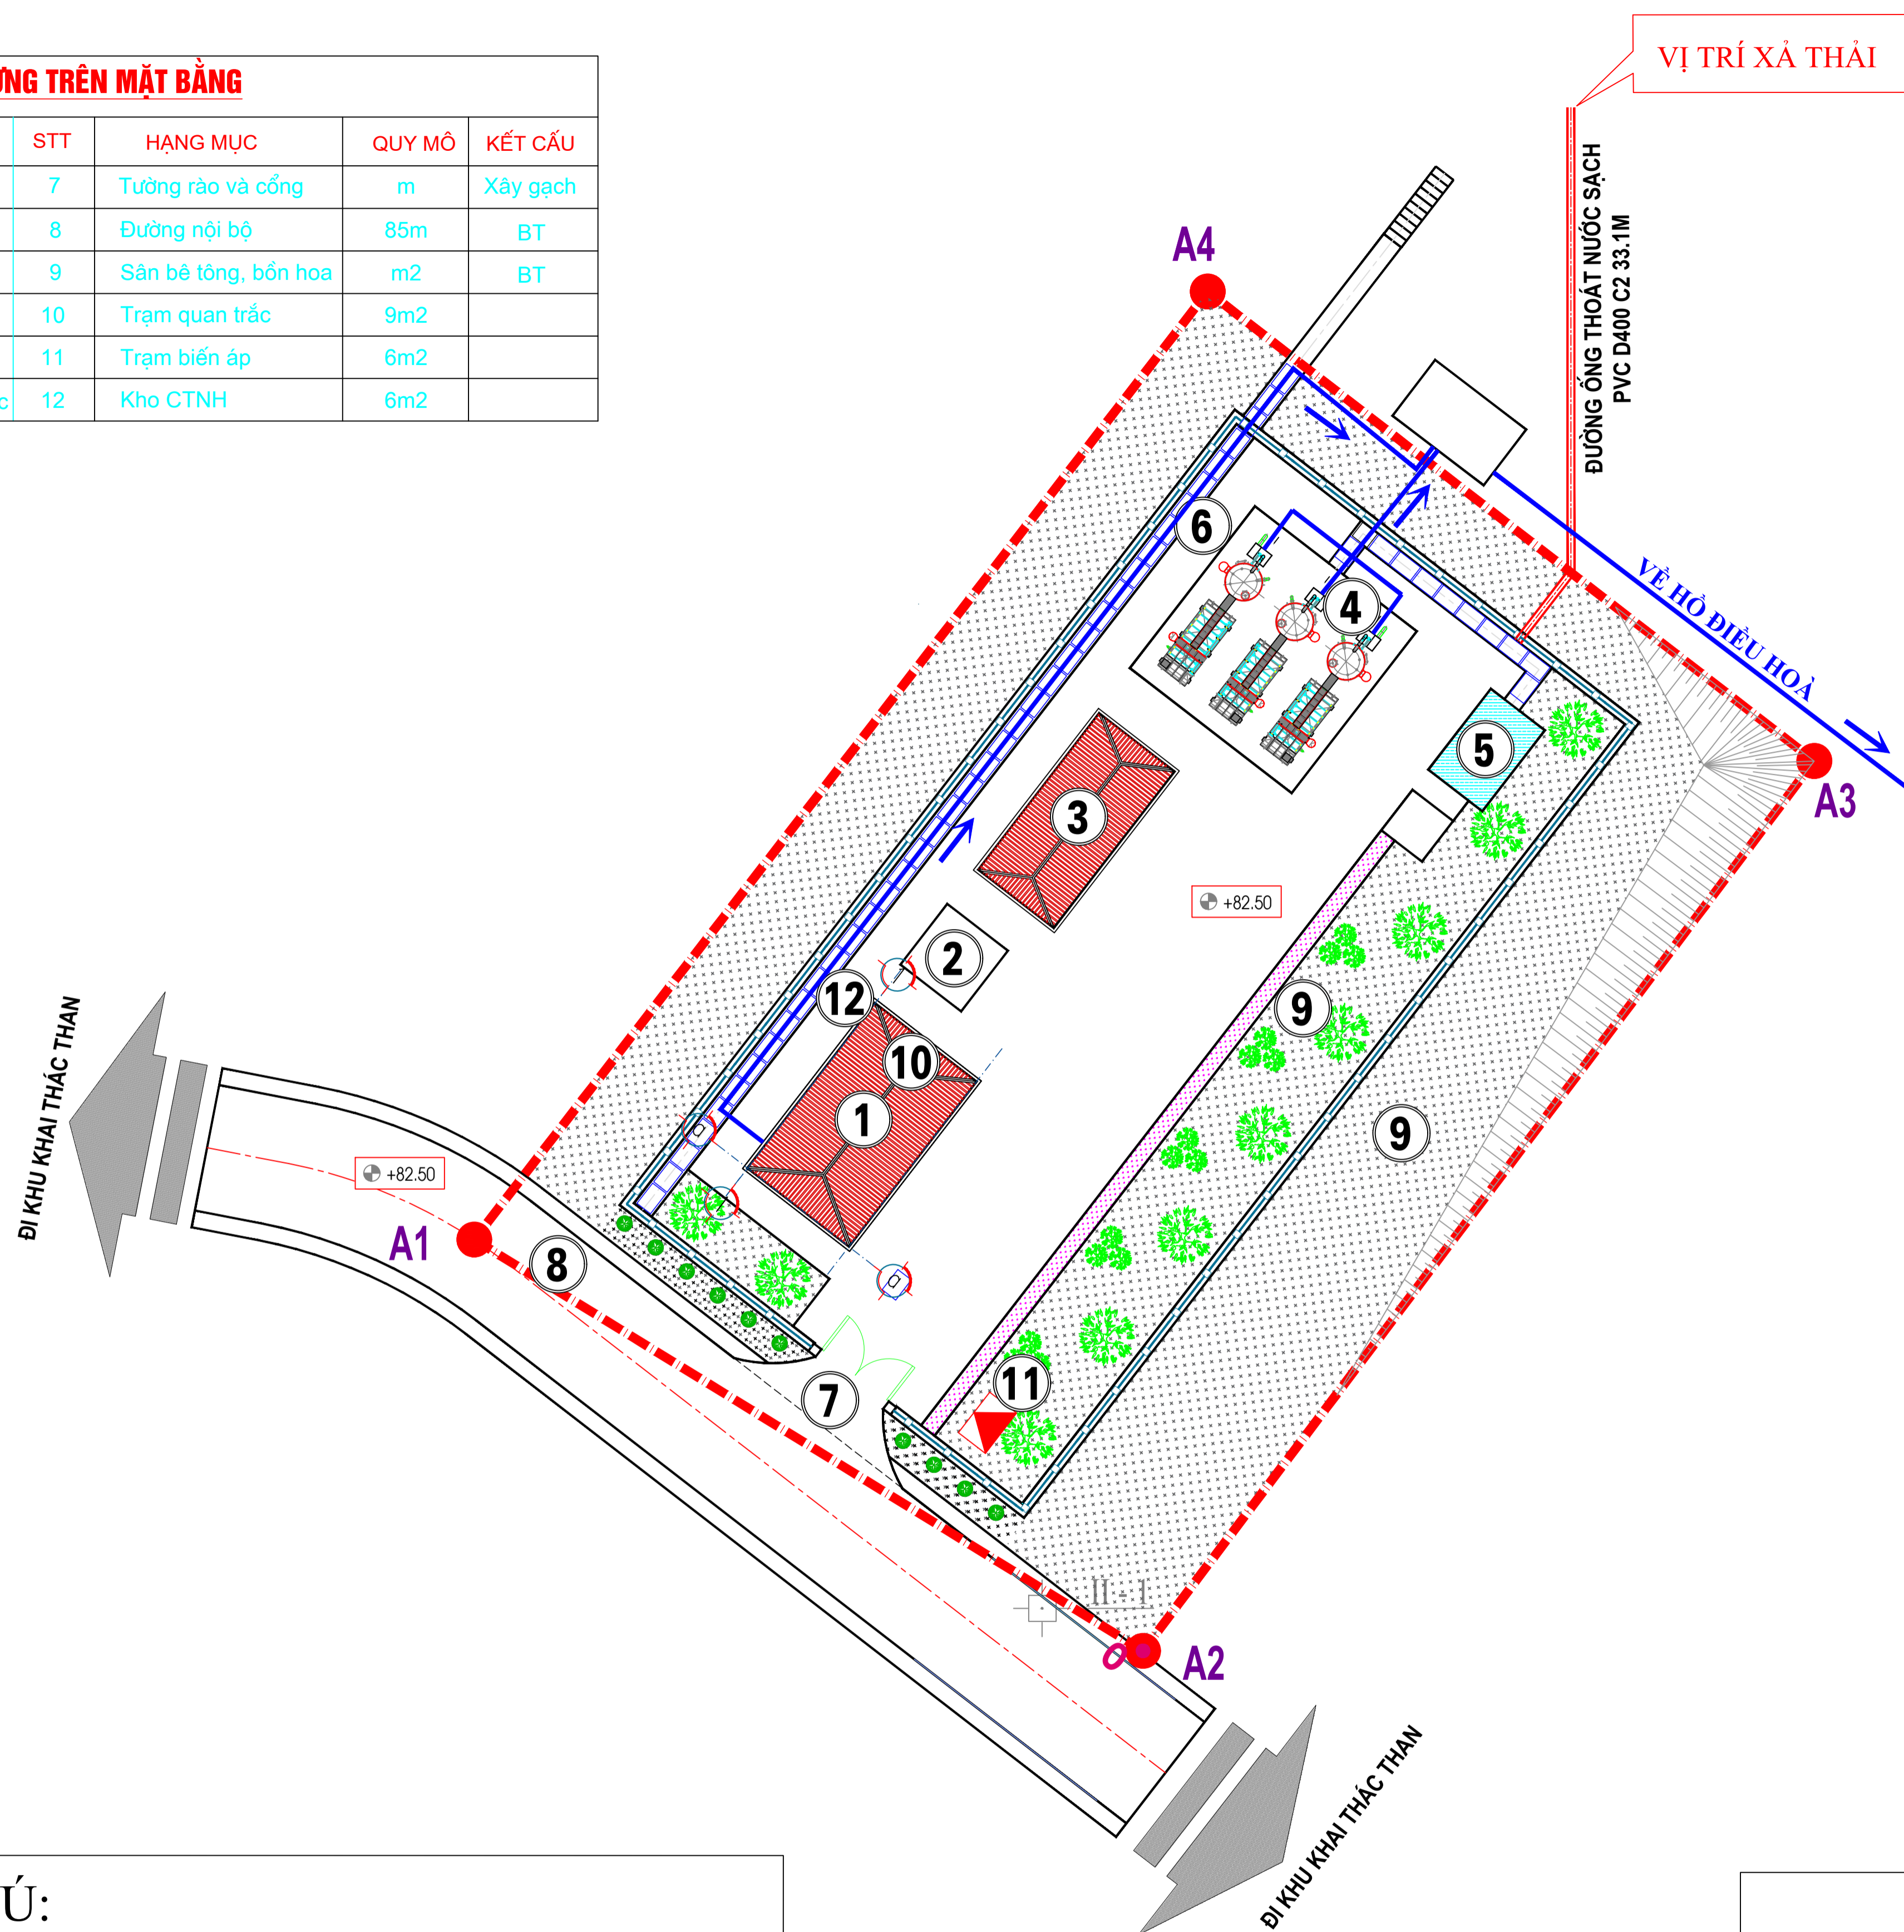 ỰNG TRÊN MẶT BẰNG
STT HẠNG MỤC QUY MÔ KẾT CẤU
7 Tường rào và cổng m Xây gạch
8 Đường nội bộ 85m BT
9 Sân bê tông, bồn hoa m2 BT
10 Trạm quan trắc 9m2
11 Trạm biến áp 6m2
c 12 Kho CTNH 6m2
VỊ TRÍ XẢ THẢI
ĐƯỜNG ỐNG THOÁT NƯỚC SẠCH
PVC D400 C2 33.1M
A4
6
4
VỀ HỒ ĐIỀU HOÀ
5
A3
3
+82.50
2
12
9
10
1
9
ĐI KHU KHAI THÁC THAN
+82.50
A1
8
11
7
II - I
A2
ĐI KHU KHAI THÁC THAN
Ú: